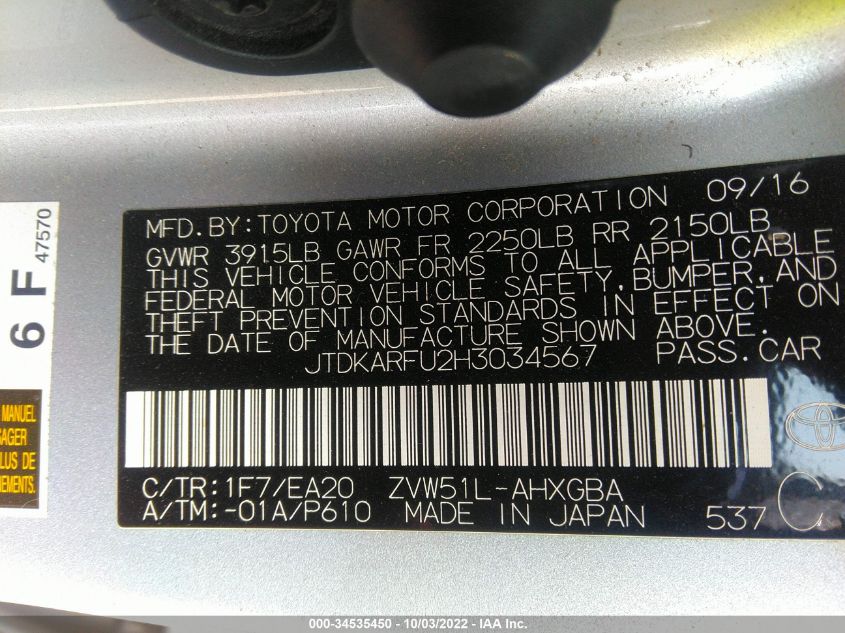 MFD.BY:TOYOTA MOTOR CORPORATION 09/16
GVWR 3915LB GAWR FR 2250LB RR 2150LB
THIS VEHICLE CONFORMS TO ALL APPLICABLE
FEDERAL MOTOR VEHICLE SAFETY,BUMPER,AND
THEFT PREVENTION STANDARDS IN EFFECT ON
THE DATE OF MANUFACTURE SHOWN ABOVE.
JTDKARFU2H3034567 PASS.CAR
C/TR:1F7/EA20 ZVW51L-AHXGBA
A/TM:-01A/P610 MADE IN JAPAN 537 C
6 F
47570
MANUEL
SAGER
LUS DE
NEMENTS.
000-34535450 - 10/03/2022 - IAA Inc.